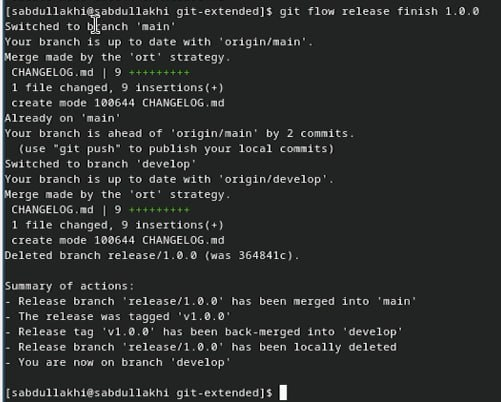 [sabdullakhi@sabdullakhi git-extended]$ git flow release finish 1.0.0
Switched to branch 'main'
Your branch is up to date with 'origin/main'.
Merge made by the 'ort' strategy.
CHANGELOG.md | 9 +++++++++
1 file changed, 9 insertions(+)
create mode 100644 CHANGELOG.md
Already on 'main'
Your branch is ahead of 'origin/main' by 2 commits.
(use "git push" to publish your local commits)
Switched to branch 'develop'
Your branch is up to date with 'origin/develop'.
Merge made by the 'ort' strategy.
CHANGELOG.md | 9 +++++++++
1 file changed, 9 insertions(+)
create mode 100644 CHANGELOG.md
Deleted branch release/1.0.0 (was 364841c).
Summary of actions:
- Release branch 'release/1.0.0' has been merged into 'main'
- The release was tagged 'v1.0.0'
- Release tag 'v1.0.0' has been back-merged into 'develop'
- Release branch 'release/1.0.0' has been locally deleted
- You are now on branch 'develop'
[sabdullakhi@sabdullakhi git-extended]$